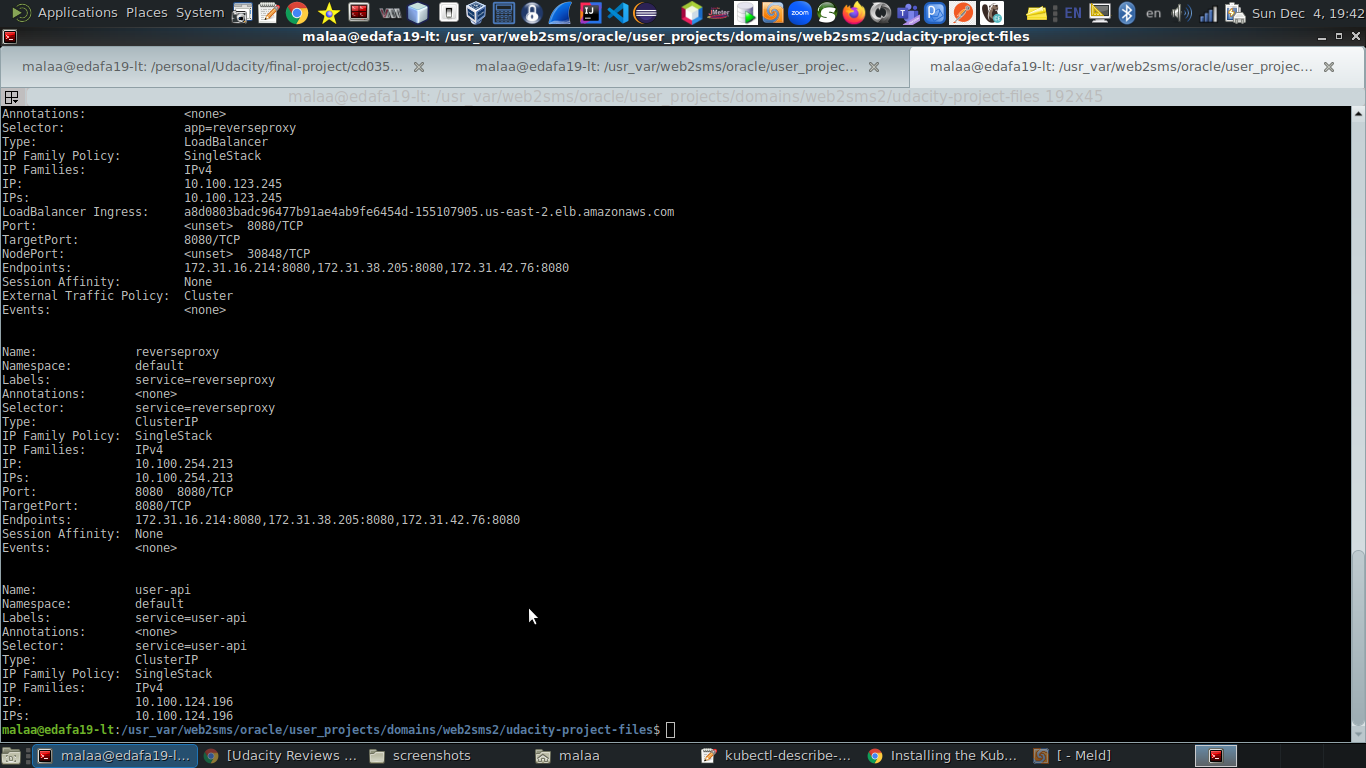 Applications Places System
EN
en
Sun Dec 4, 19:42
malaa@edafa19-lt: /usr_var/web2sms/oracle/user_projects/domains/web2sms2/udacity-project-files
malaa@edafa19-lt: /personal/Udacity/final-project/cd035...
malaa@edafa19-lt: /usr_var/web2sms/oracle/user_projec...
malaa@edafa19-lt: /usr_var/web2sms/oracle/user_projec...
malaa@edafa19-lt: /usr_var/web2sms/oracle/user_projects/domains/web2sms2/udacity-project-files 192x45
Annotations: <none>
Selector: app=reverseproxy
Type: LoadBalancer
IP Family Policy: SingleStack
IP Families: IPv4
IP: 10.100.123.245
IPs: 10.100.123.245
LoadBalancer Ingress: a8d0803badc96477b91ae4ab9fe6454d-155107905.us-east-2.elb.amazonaws.com
Port: <unset> 8080/TCP
TargetPort: 8080/TCP
NodePort: <unset> 30848/TCP
Endpoints: 172.31.16.214:8080,172.31.38.205:8080,172.31.42.76:8080
Session Affinity: None
External Traffic Policy: Cluster
Events: <none>
Name: reverseproxy
Namespace: default
Labels: service=reverseproxy
Annotations: <none>
Selector: service=reverseproxy
Type: ClusterIP
IP Family Policy: SingleStack
IP Families: IPv4
IP: 10.100.254.213
IPs: 10.100.254.213
Port: 8080 8080/TCP
TargetPort: 8080/TCP
Endpoints: 172.31.16.214:8080,172.31.38.205:8080,172.31.42.76:8080
Session Affinity: None
Events: <none>
Name: user-api
Namespace: default
Labels: service=user-api
Annotations: <none>
Selector: service=user-api
Type: ClusterIP
IP Family Policy: SingleStack
IP Families: IPv4
IP: 10.100.124.196
IPs: 10.100.124.196
malaa@edafa19-lt:/usr_var/web2sms/oracle/user_projects/domains/web2sms2/udacity-project-files$
malaa@edafa19-l...
[Udacity Reviews ...
screenshots
malaa
kubectl-describe-...
Installing the Kub...
[ - Meld]